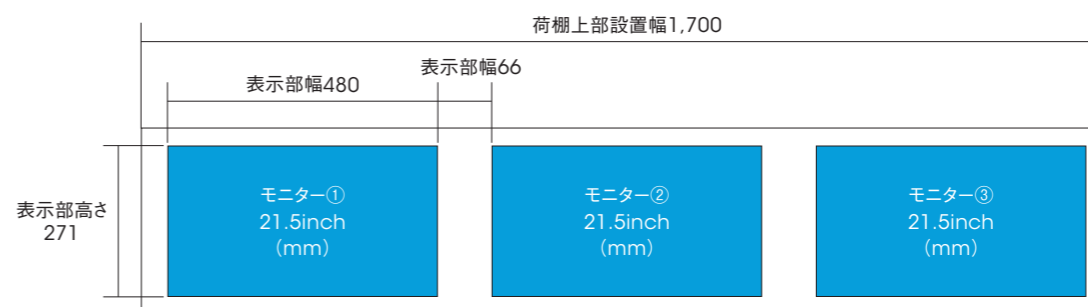 荷棚上部設置幅1,700
表示部幅66
表示部幅480
表示部高さ
271
モニター①
21.5inch
（mm）
モニター②
21.5inch
（mm）
モニター③
21.5inch
（mm）